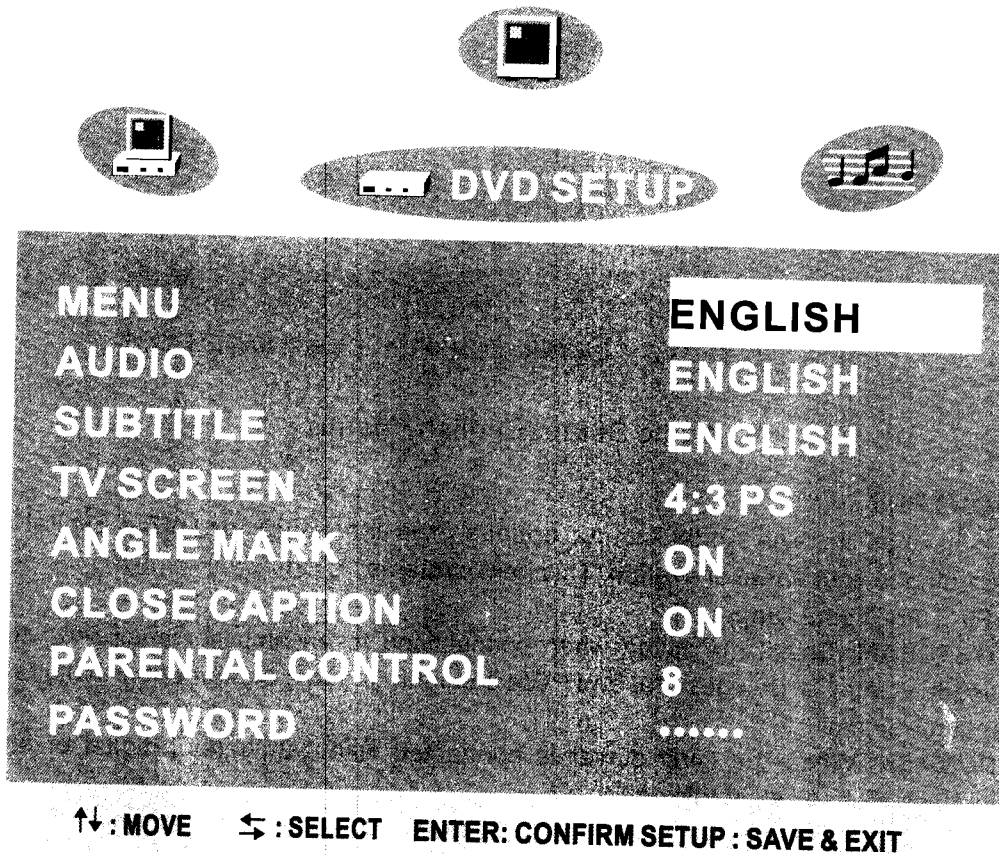 DVD SETUP
MENU ENGLISH
AUDIO ENGLISH
SUBTITLE ENGLISH
TV SCREEN 4:3 PS
ANGLE MARK ON
CLOSE CAPTION ON
PARENTAL CONTROL 8
PASSWORD ••••••
↑↓ : MOVE ⇆ : SELECT ENTER: CONFIRM SETUP : SAVE & EXIT